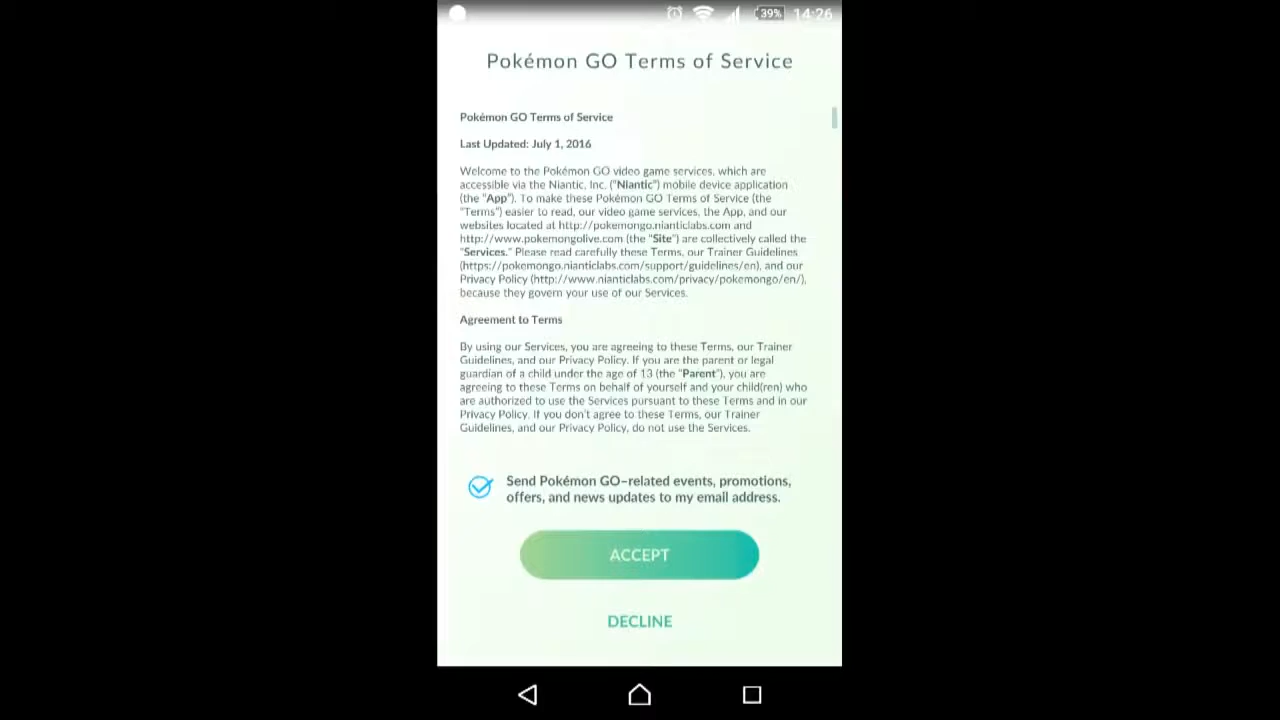 39% 14:26
Pokémon GO Terms of Service
Pokémon GO Terms of Service
Last Updated: July 1, 2016
Welcome to the Pokémon GO video game services, which are
accessible via the Niantic, Inc. ("Niantic") mobile device application
(the "App"). To make these Pokémon GO Terms of Service (the
"Terms") easier to read, our video game services, the App, and our
websites located at http://pokemongo.nianticlabs.com and
http://www.pokemongolive.com (the "Site") are collectively called the
"Services." Please read carefully these Terms, our Trainer Guidelines
(https://pokemongo.nianticlabs.com/support/guidelines/en), and our
Privacy Policy (http://www.nianticlabs.com/privacy/pokemongo/en/),
because they govern your use of our Services.
Agreement to Terms
By using our Services, you are agreeing to these Terms, our Trainer
Guidelines, and our Privacy Policy. If you are the parent or legal
guardian of a child under the age of 13 (the "Parent"), you are
agreeing to these Terms on behalf of yourself and your child(ren) who
are authorized to use the Services pursuant to these Terms and in our
Privacy Policy. If you don't agree to these Terms, our Trainer
Guidelines, and our Privacy Policy, do not use the Services.
Send Pokémon GO-related events, promotions,
offers, and news updates to my email address.
ACCEPT
DECLINE